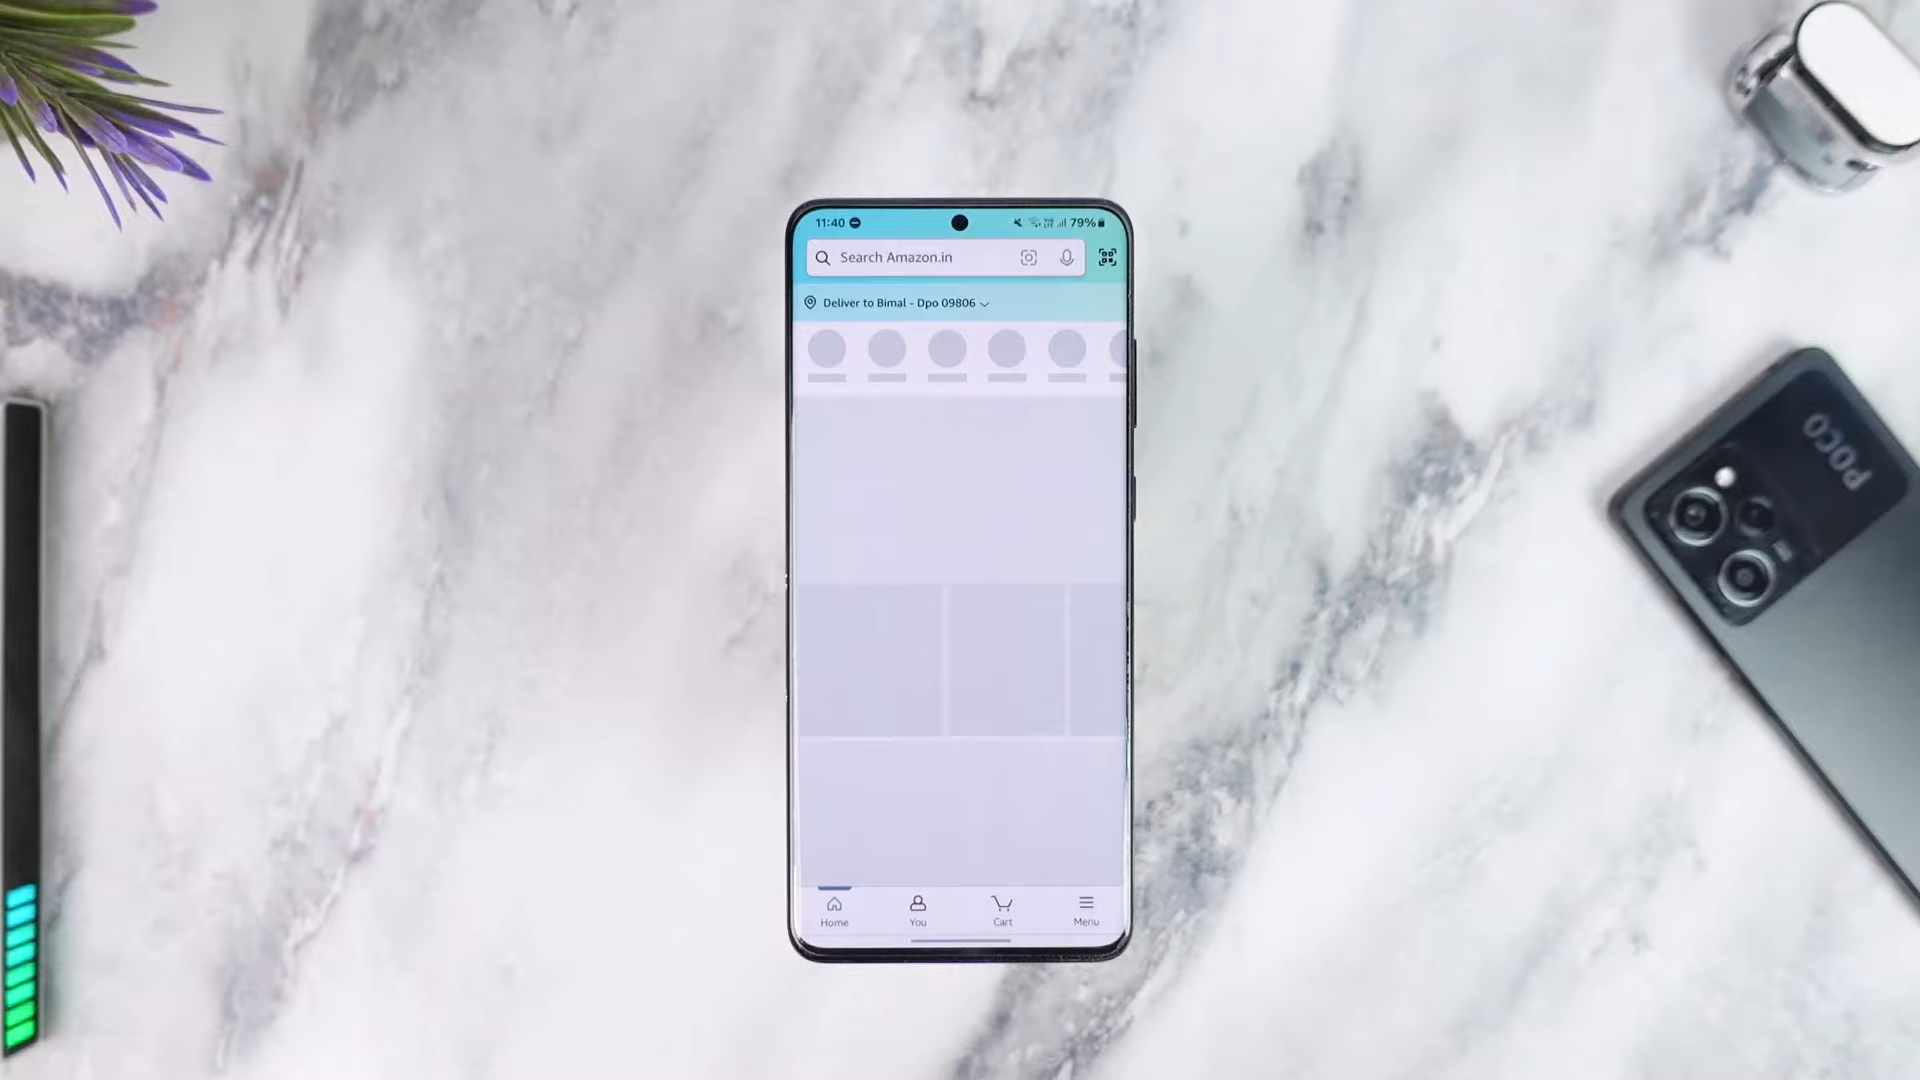 11:40
79%
Search Amazon.in
Deliver to Bimal - Dpo 09806
Home
You
Cart
Menu
POCO